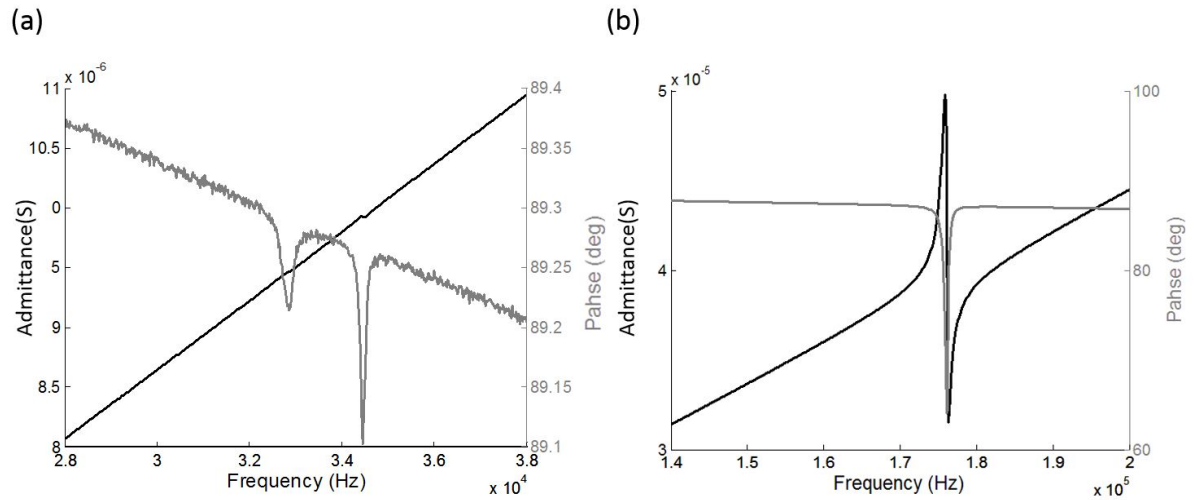 (a)
x 10⁻⁶
Admittance(S)
11
10.5
0
5
9
8.5
8
2.8
3
3.2
3.4
3.6
3.8
Frequency (Hz)
x 10⁴
89.4
89.35
89.3
89.25
89.2
89.15
89.1
Pahse (deg)
(b)
x 10⁻⁵
Admittance(S)
5
4
3
1.4
1.5
1.6
1.7
1.8
1.9
2
Frequency (Hz)
x 10⁵
100
80
60
Pahse (deg)